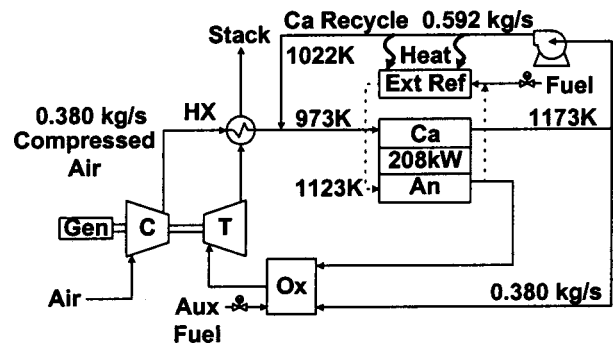 Ca Recycle 0.592 kg/s
Stack
1022K
Heat
Ext Ref
Fuel
0.380 kg/s
Compressed
Air
HX
973K
Ca
1173K
208kW
1123K
An
Gen
C
T
Ox
Air
Aux
Fuel
0.380 kg/s